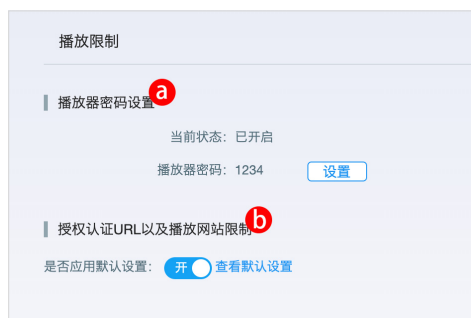 播放限制
播放器密码设置 a
当前状态：已开启
播放器密码：1234 设置
授权认证URL以及播放网站限制 b
是否应用默认设置： 开 查看默认设置